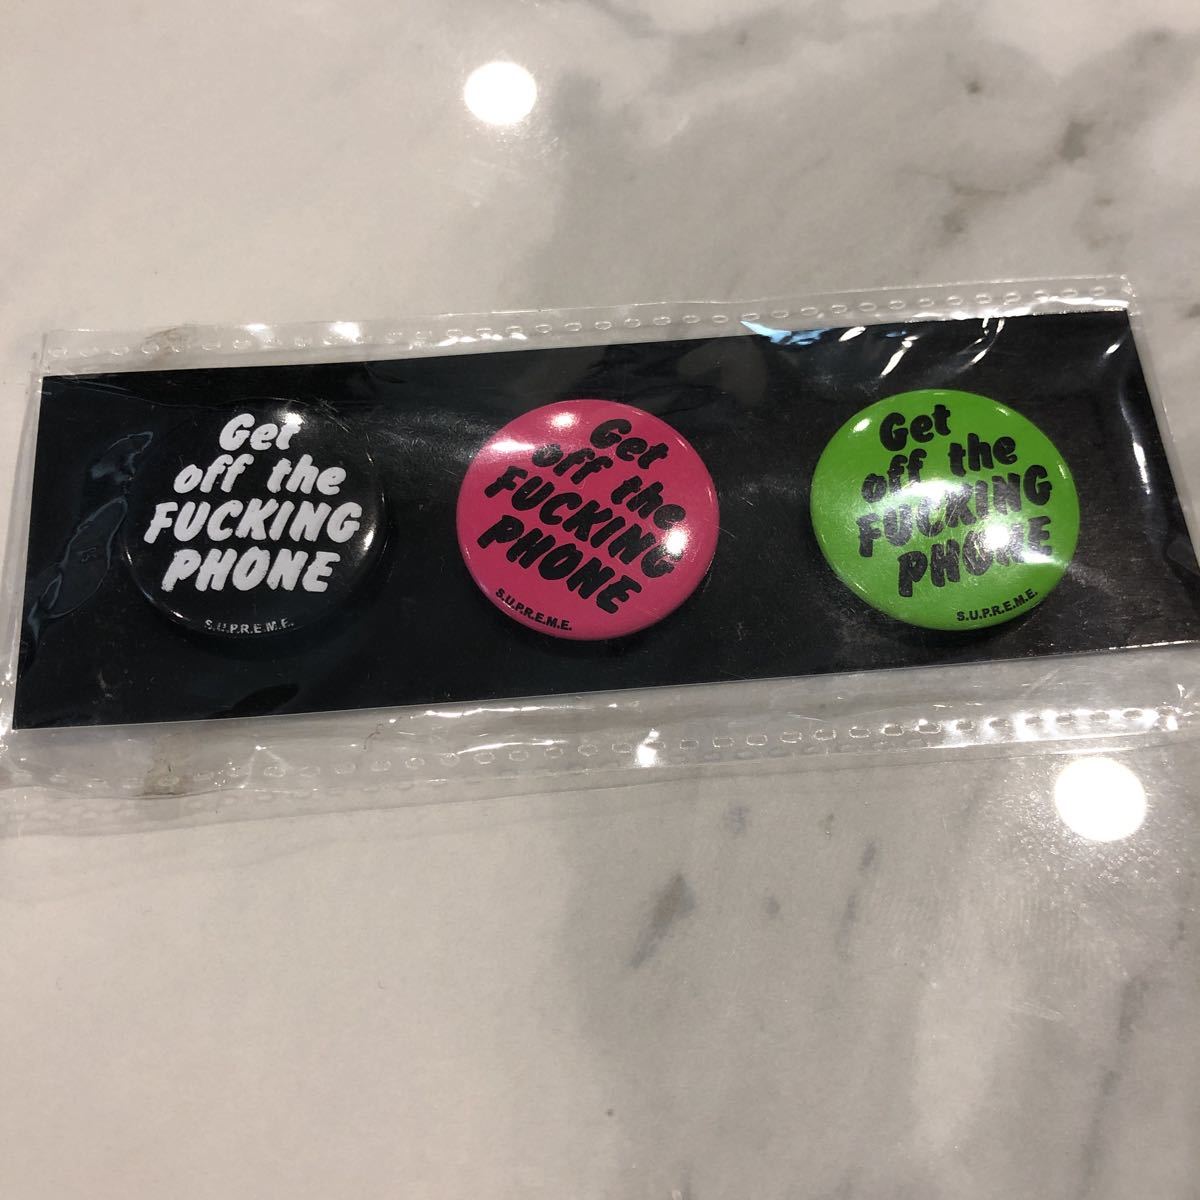 Get
off the
FUCKING
PHONE
S.U.P.R.E.M.E.
Get
off the
FUCKING
PHONE
S.U.P.R.E.M.E.
Get
off the
FUCKING
PHONE
S.U.P.R.E.M.E.